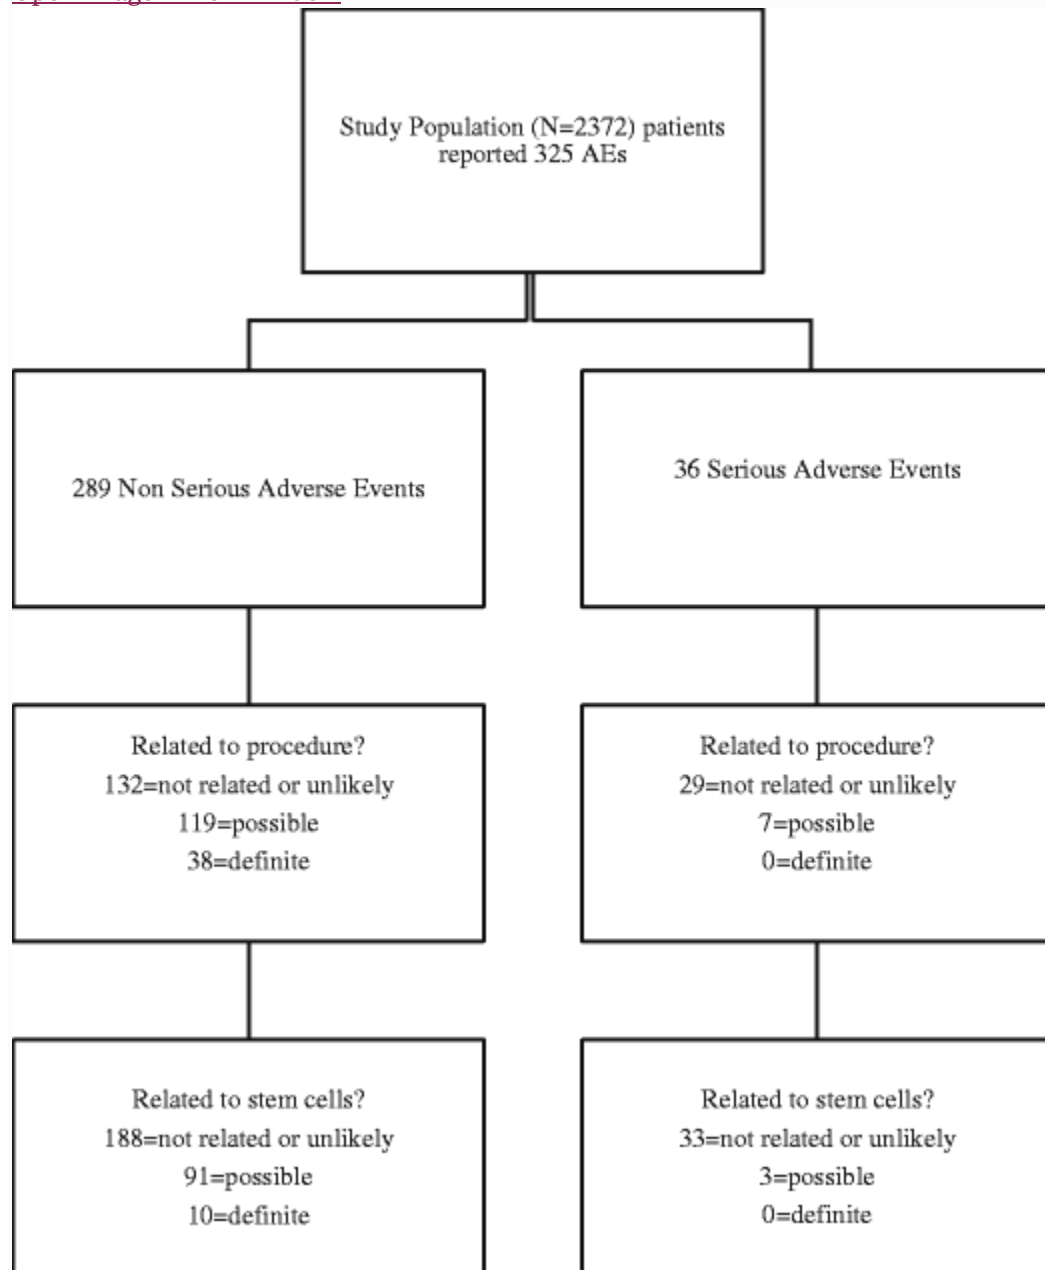 Study Population (N=2372) patients
reported 325 AEs
289 Non Serious Adverse Events
36 Serious Adverse Events
Related to procedure?
132=not related or unlikely
119=possible
38=definite
Related to procedure?
29=not related or unlikely
7=possible
0=definite
Related to stem cells?
188=not related or unlikely
91=possible
10=definite
Related to stem cells?
33=not related or unlikely
3=possible
0=definite